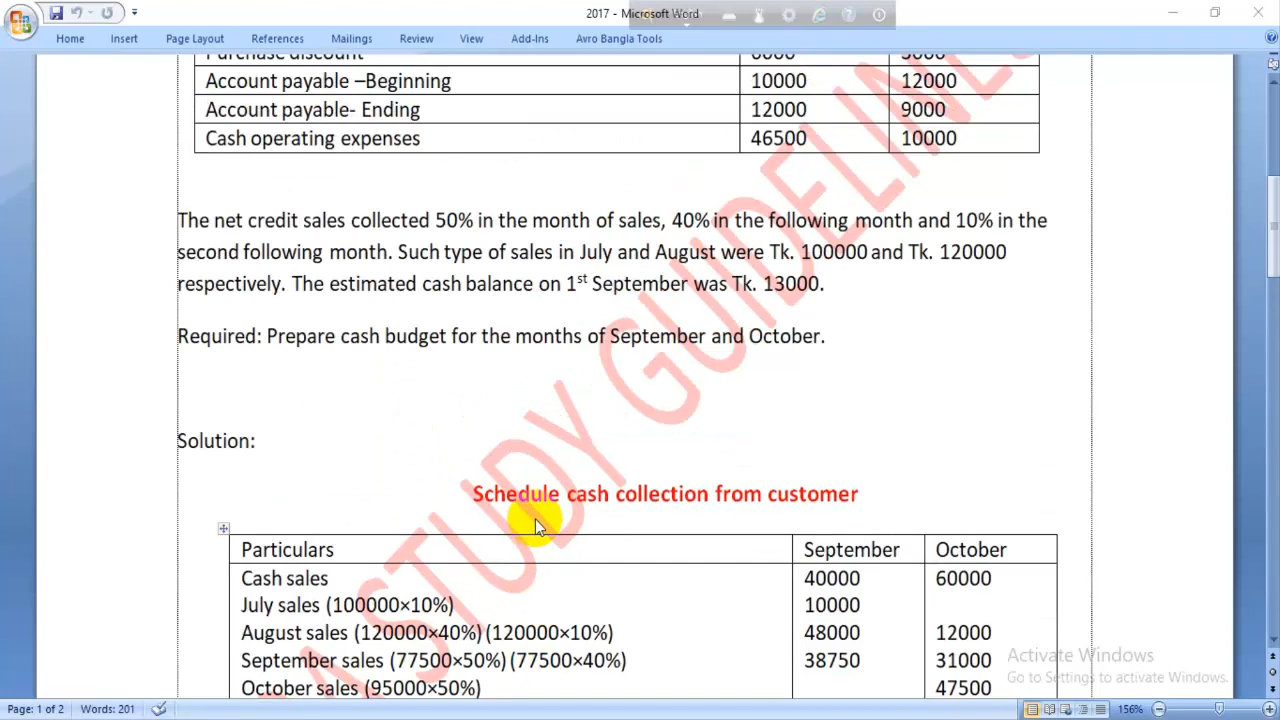 2017 - Microsoft Word
Home Insert Page Layout References Mailings Review View Add-Ins Avro Bangla Tools
Purchase discount
Account payable –Beginning 10000 12000
Account payable- Ending 12000 9000
Cash operating expenses 46500 10000
The net credit sales collected 50% in the month of sales, 40% in the following month and 10% in the
second following month. Such type of sales in July and August were Tk. 100000 and Tk. 120000
respectively. The estimated cash balance on 1st September was Tk. 13000.
Required: Prepare cash budget for the months of September and October.
Solution:
Schedule cash collection from customer
Particulars September October
Cash sales 40000 60000
July sales (100000×10%) 10000
August sales (120000×40%) (120000×10%) 48000 12000
September sales (77500×50%) (77500×40%) 38750 31000
October sales (95000×50%) 47500
A STUDY GUIDELINE
Activate Windows
Go to Settings to activate Windows.
Page: 1 of 2 Words: 201 156%